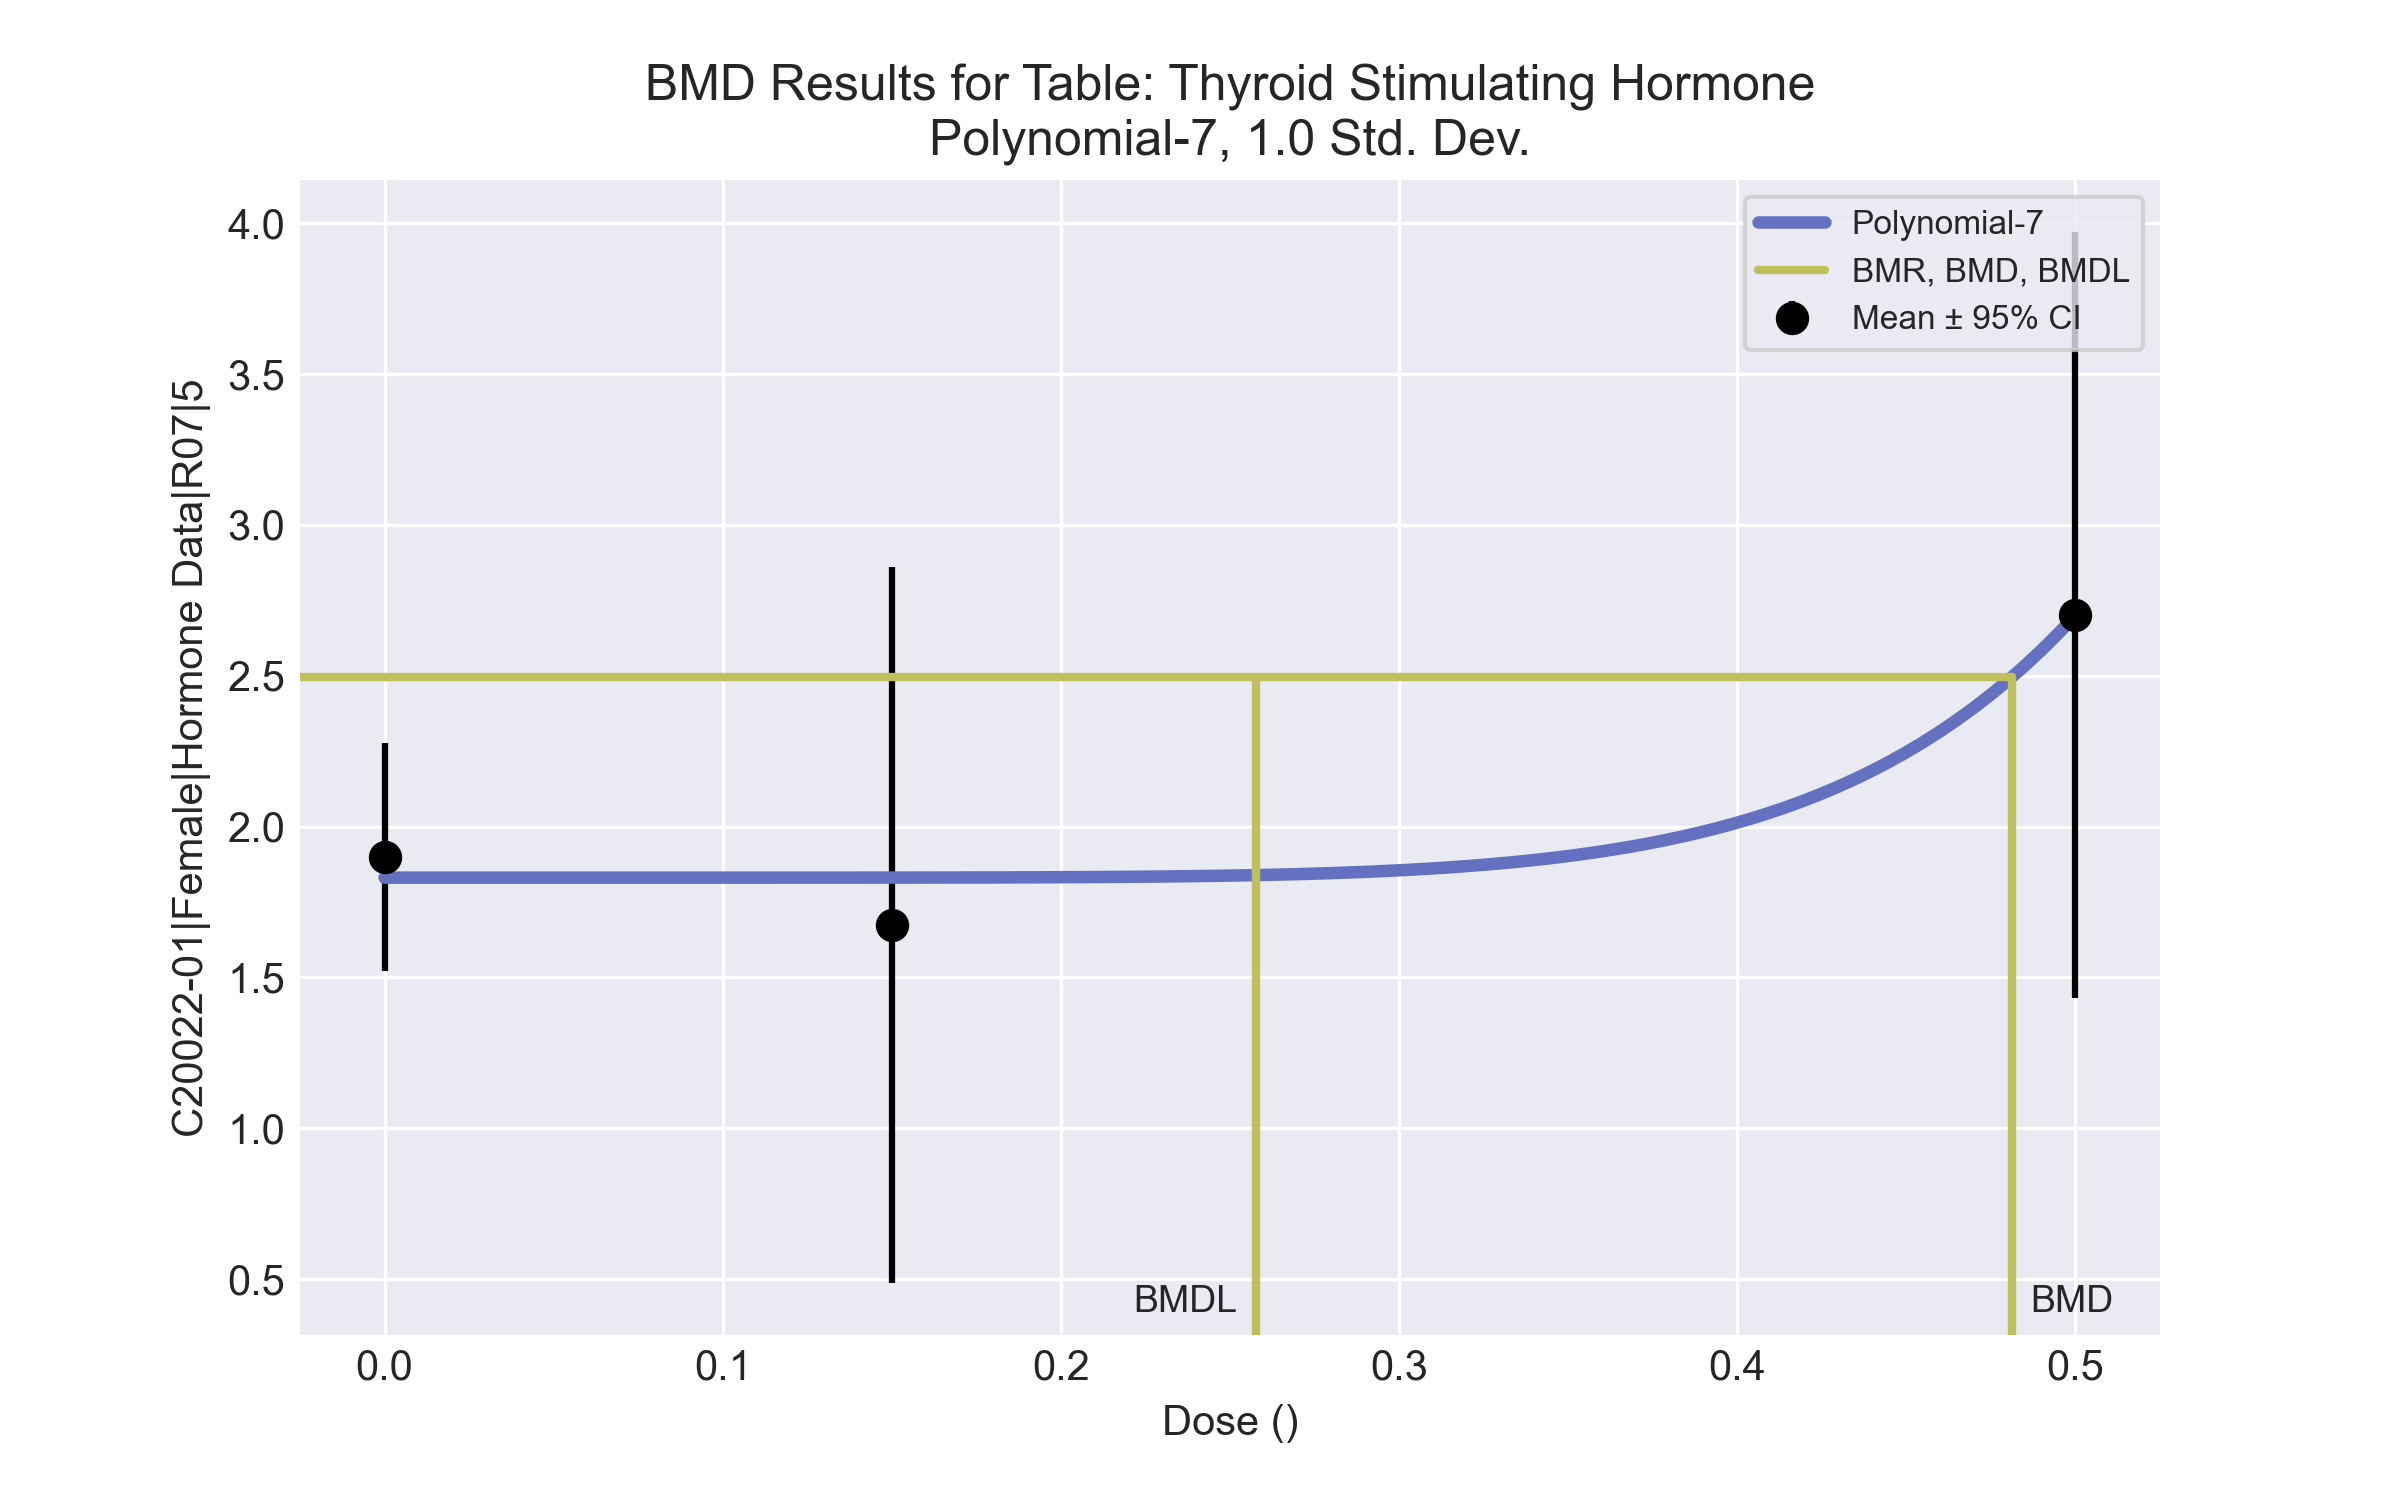 BMD Results for Table: Thyroid Stimulating Hormone
Polynomial-7, 1.0 Std. Dev.
Polynomial-7
BMR, BMD, BMDL
Mean ± 95% CI
C20022-01|Female|Hormone Data|R07|5
4.0
3.5
3.0
2.5
2.0
1.5
1.0
0.5
BMDL
BMD
0.0
0.1
0.2
0.3
0.4
0.5
Dose ()